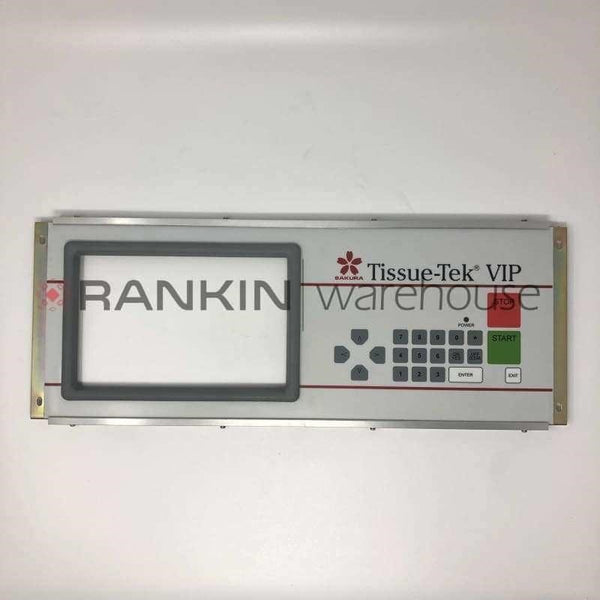 SAKURA
Tissue-Tek® VIP
RANKIN warehouse
STOP
POWER
START
7 8 9 0
4 5 6
1 2 3
ENTER
EXIT